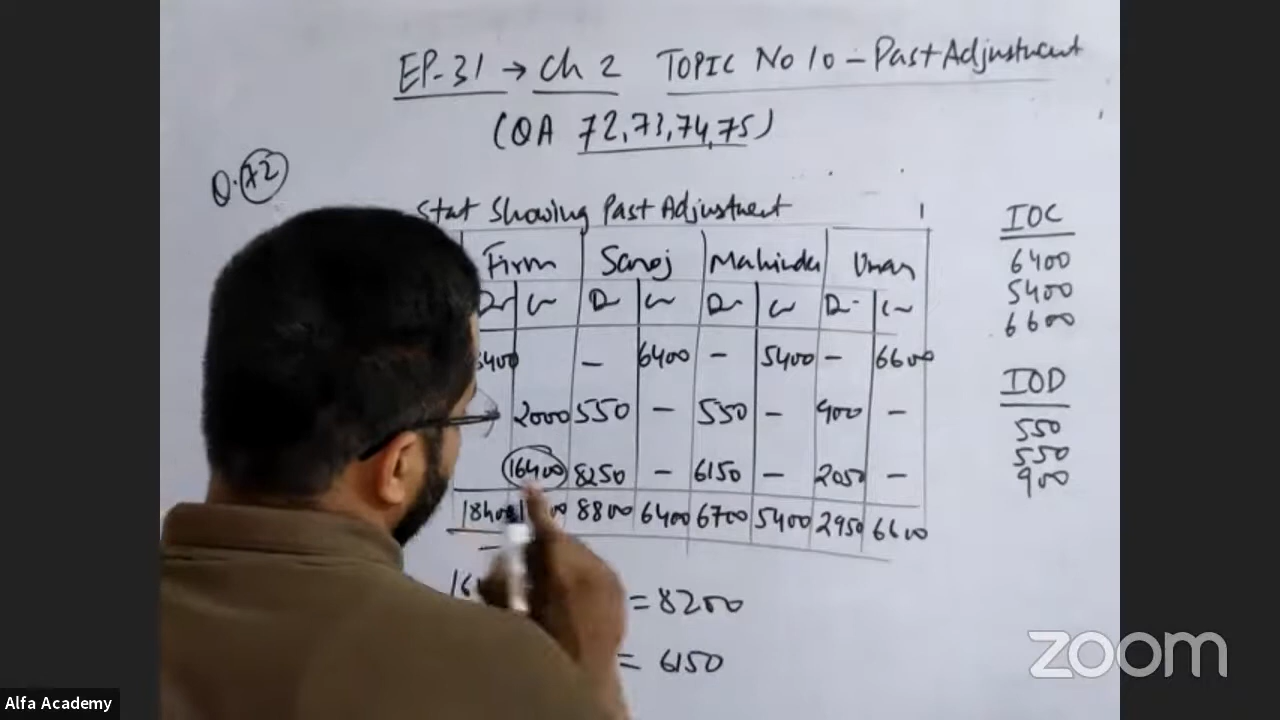 EP-31 → Ch 2 TOPIC No 10 - Past Adjustment
(QA 72,73,74,75)
Q.72
Stat Showing Past Adjustment
Firm Saroj Mahinder
Dr Cr Dr Cr Dr Cr Dr Cr
- 6400 - 5400 - 6600
2000 550 - 550 - 900 -
16400 8250 - 6150 - 2050 -
18400 8800 6400 6700 5400 2950 6600
= 8200
= 6150
IOC
6400
5400
6600
IOD
550
550
900
zoom
Alfa Academy